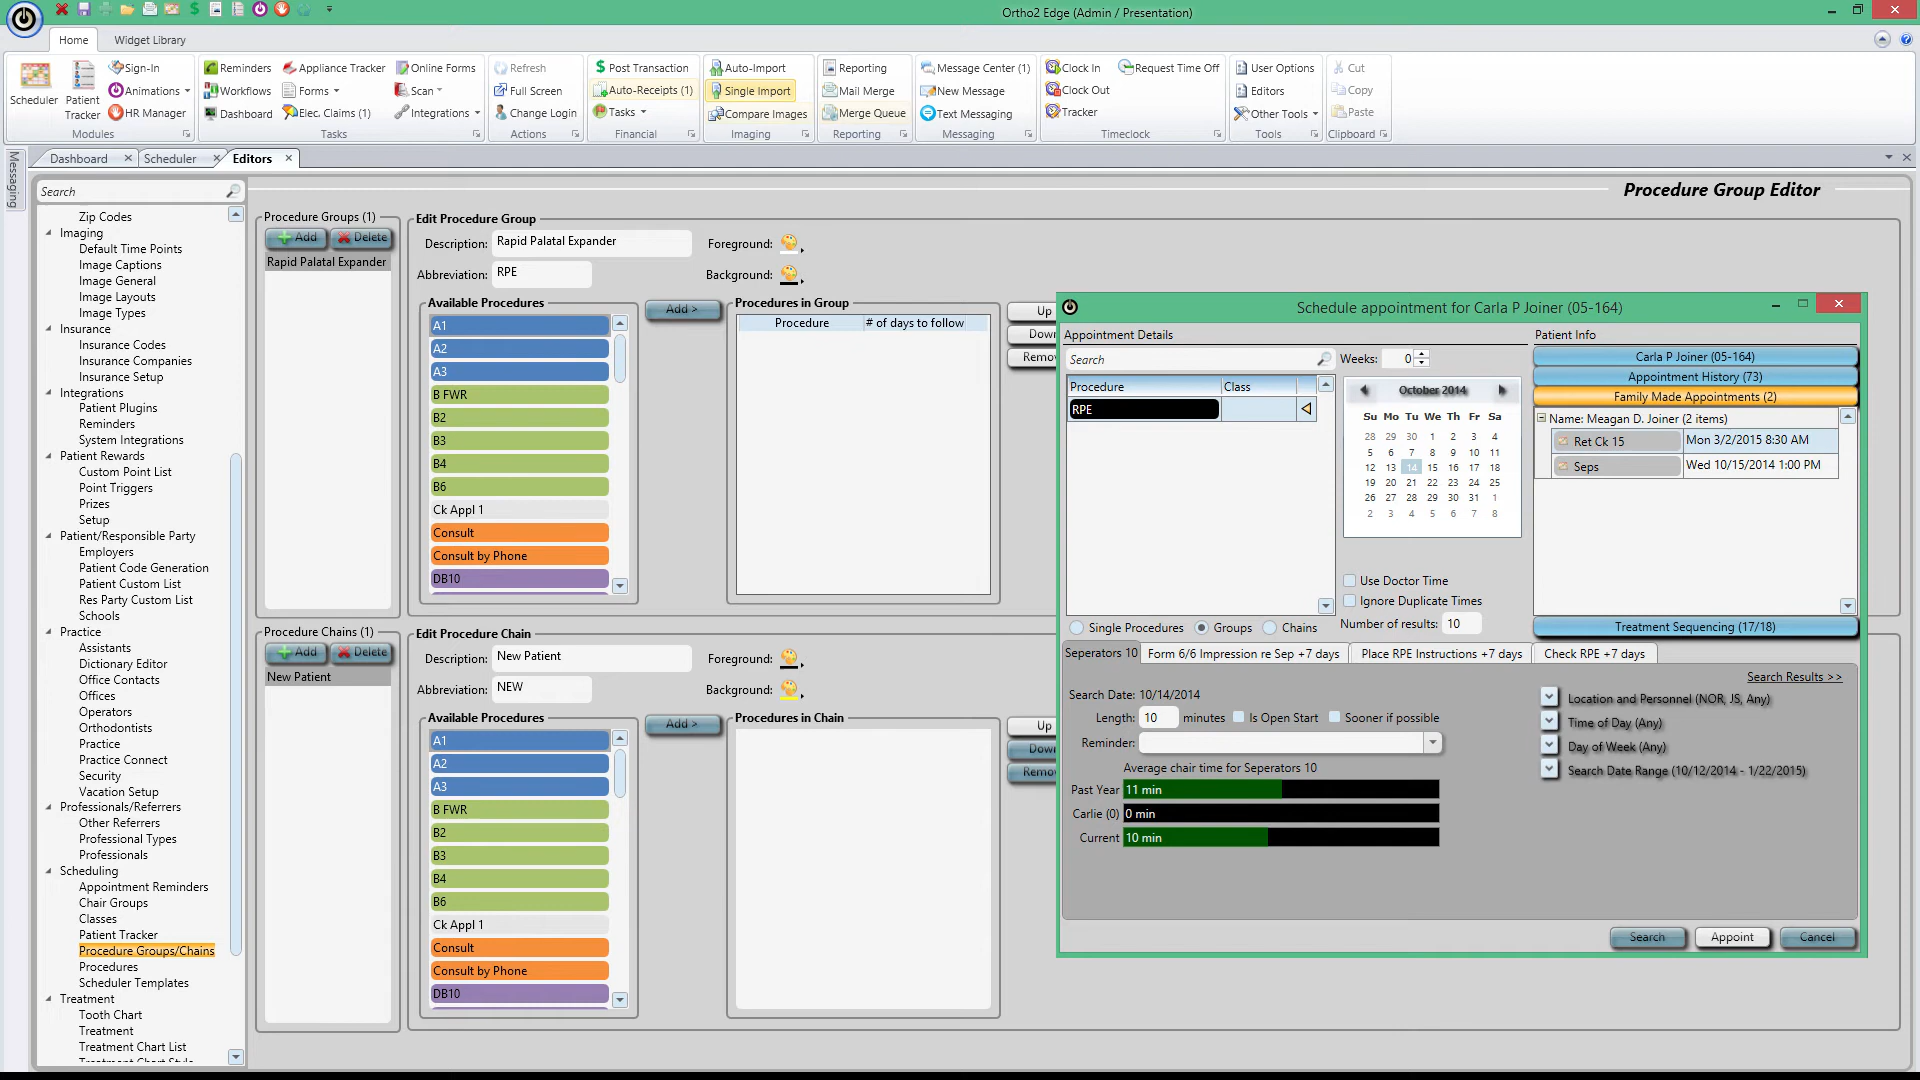 Ortho2 Edge (Admin / Presentation)
Home
Widget Library
Scheduler
Patient Tracker
Sign-In
Animations
HR Manager
Modules
Reminders
Workflows
Dashboard
Appliance Tracker
Forms
Elec. Claims (1)
Online Forms
Scan
Integrations
Tasks
Refresh
Full Screen
Change Login
Actions
Post Transaction
Auto-Receipts (1)
Tasks
Financial
Auto-Import
Single Import
Compare Images
Imaging
Reporting
Mail Merge
Merge Queue
Reporting
Message Center (1)
New Message
Text Messaging
Messaging
Clock In
Clock Out
Tracker
Request Time Off
Timeclock
User Options
Editors
Other Tools
Tools
Cut
Copy
Paste
Clipboard
Messaging
Dashboard
Scheduler
Editors
Search
Zip Codes
Imaging
Default Time Points
Image Captions
Image General
Image Layouts
Image Types
Insurance
Insurance Codes
Insurance Companies
Insurance Setup
Integrations
Patient Plugins
Reminders
System Integrations
Patient Rewards
Custom Point List
Point Triggers
Prizes
Setup
Patient/Responsible Party
Employers
Patient Code Generation
Patient Custom List
Res Party Custom List
Schools
Practice
Assistants
Dictionary Editor
Office Contacts
Offices
Operators
Orthodontists
Practice
Practice Connect
Security
Vacation Setup
Professionals/Referrers
Other Referrers
Professional Types
Professionals
Scheduling
Appointment Reminders
Chair Groups
Classes
Patient Tracker
Procedure Groups/Chains
Procedures
Scheduler Templates
Treatment
Tooth Chart
Treatment
Treatment Chart List
Treatment Chart Style
Procedure Group Editor
Procedure Groups (1)
Add
Delete
Rapid Palatal Expander
Edit Procedure Group
Description: Rapid Palatal Expander
Foreground:
Abbreviation: RPE
Background:
Available Procedures
A1
A2
A3
B FWR
B2
B3
B4
B6
Ck Appl 1
Consult
Consult by Phone
DB10
Add >
Procedures in Group
Procedure # of days to follow
Up
Down
Remo
Procedure Chains (1)
Add
Delete
New Patient
Edit Procedure Chain
Description: New Patient
Foreground:
Abbreviation: NEW
Background:
Available Procedures
A1
A2
A3
B FWR
B2
B3
B4
B6
Ck Appl 1
Consult
Consult by Phone
DB10
Add >
Procedures in Chain
Up
Down
Remo
Schedule appointment for Carla P Joiner (05-164)
Appointment Details
Search
Weeks: 0
Procedure Class
RPE
October 2014
Su Mo Tu We Th Fr Sa
28 29 30 1 2 3 4
5 6 7 8 9 10 11
12 13 14 15 16 17 18
19 20 21 22 23 24 25
26 27 28 29 30 31 1
2 3 4 5 6 7 8
Use Doctor Time
Ignore Duplicate Times
Number of results: 10
Single Procedures
Groups
Chains
Patient Info
Carla P Joiner (05-164)
Appointment History (73)
Family Made Appointments (2)
Name: Meagan D. Joiner (2 items)
Ret Ck 15 Mon 3/2/2015 8:30 AM
Seps Wed 10/15/2014 1:00 PM
Treatment Sequencing (17/18)
Seperators 10
Form 6/6 Impression re Sep +7 days
Place RPE Instructions +7 days
Check RPE +7 days
Search Results >>
Search Date: 10/14/2014
Length: 10 minutes
Is Open Start
Sooner if possible
Reminder:
Average chair time for Seperators 10
Past Year 11 min
Carlie (0) 0 min
Current 10 min
Location and Personnel (NOR, JS, Any)
Time of Day (Any)
Day of Week (Any)
Search Date Range (10/12/2014 - 1/22/2015)
Search
Appoint
Cancel